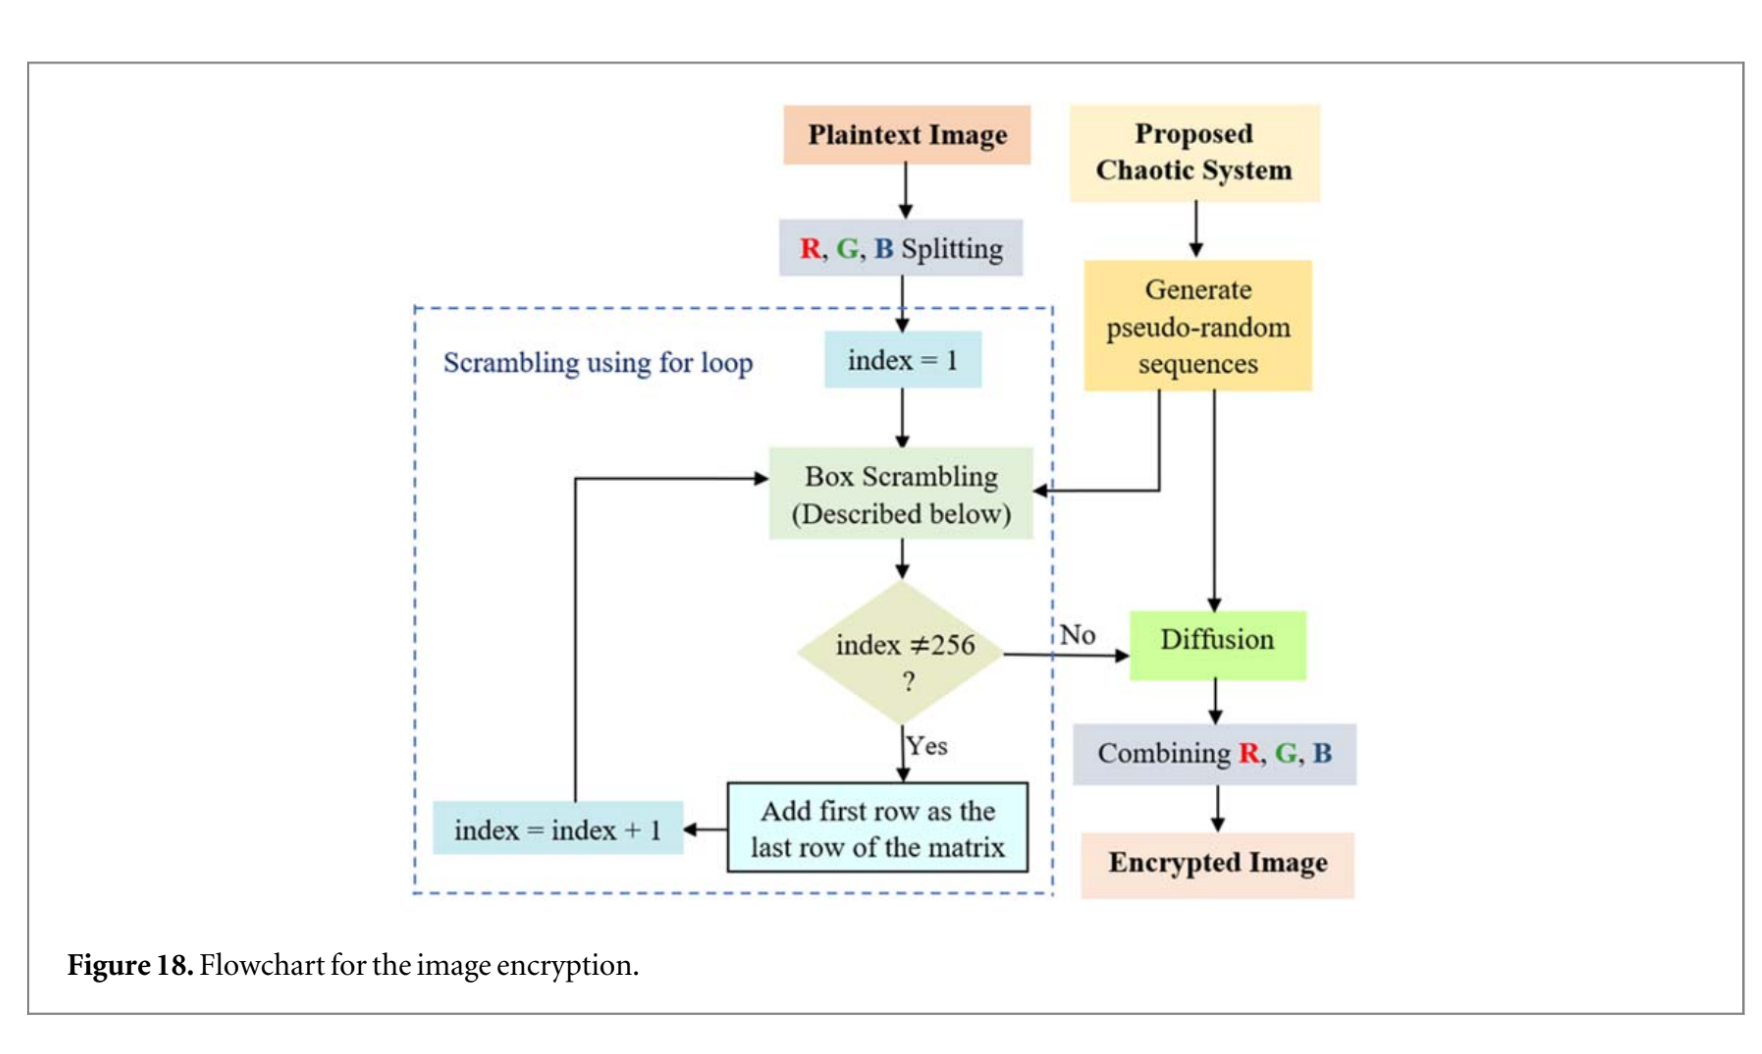 Plaintext Image
Proposed
Chaotic System
R, G, B Splitting
Generate
pseudo-random
sequences
Scrambling using for loop
index = 1
Box Scrambling
(Described below)
index ≠256
?
No
Diffusion
Yes
Combining R, G, B
Add first row as the
last row of the matrix
index = index + 1
Encrypted Image
Figure 18. Flowchart for the image encryption.